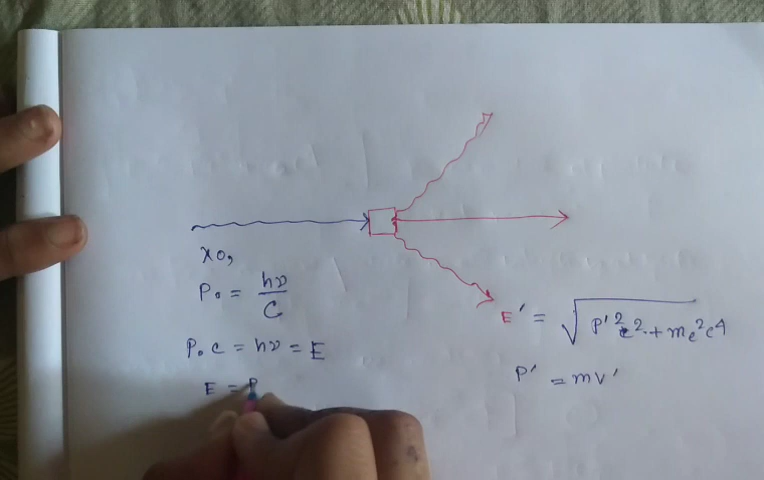 λ0,
P0 = hν/C
P0 C = hν = E
E = P
E' = √P'²c² + me²c⁴
P' = mv'